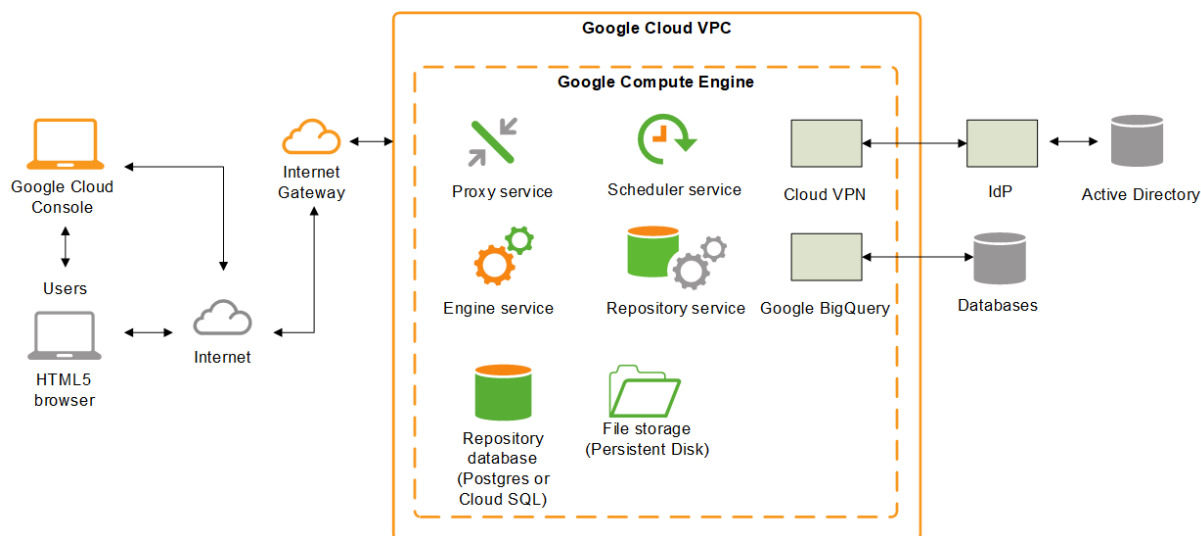 Google Cloud VPC
Google Compute Engine
Google Cloud
Console
Users
HTML5
browser
Internet
Internet
Gateway
Proxy service
Scheduler service
Cloud VPN
IdP
Active Directory
Engine service
Repository service
Google BigQuery
Databases
Repository
database
(Postgres or
Cloud SQL)
File storage
(Persistent Disk)